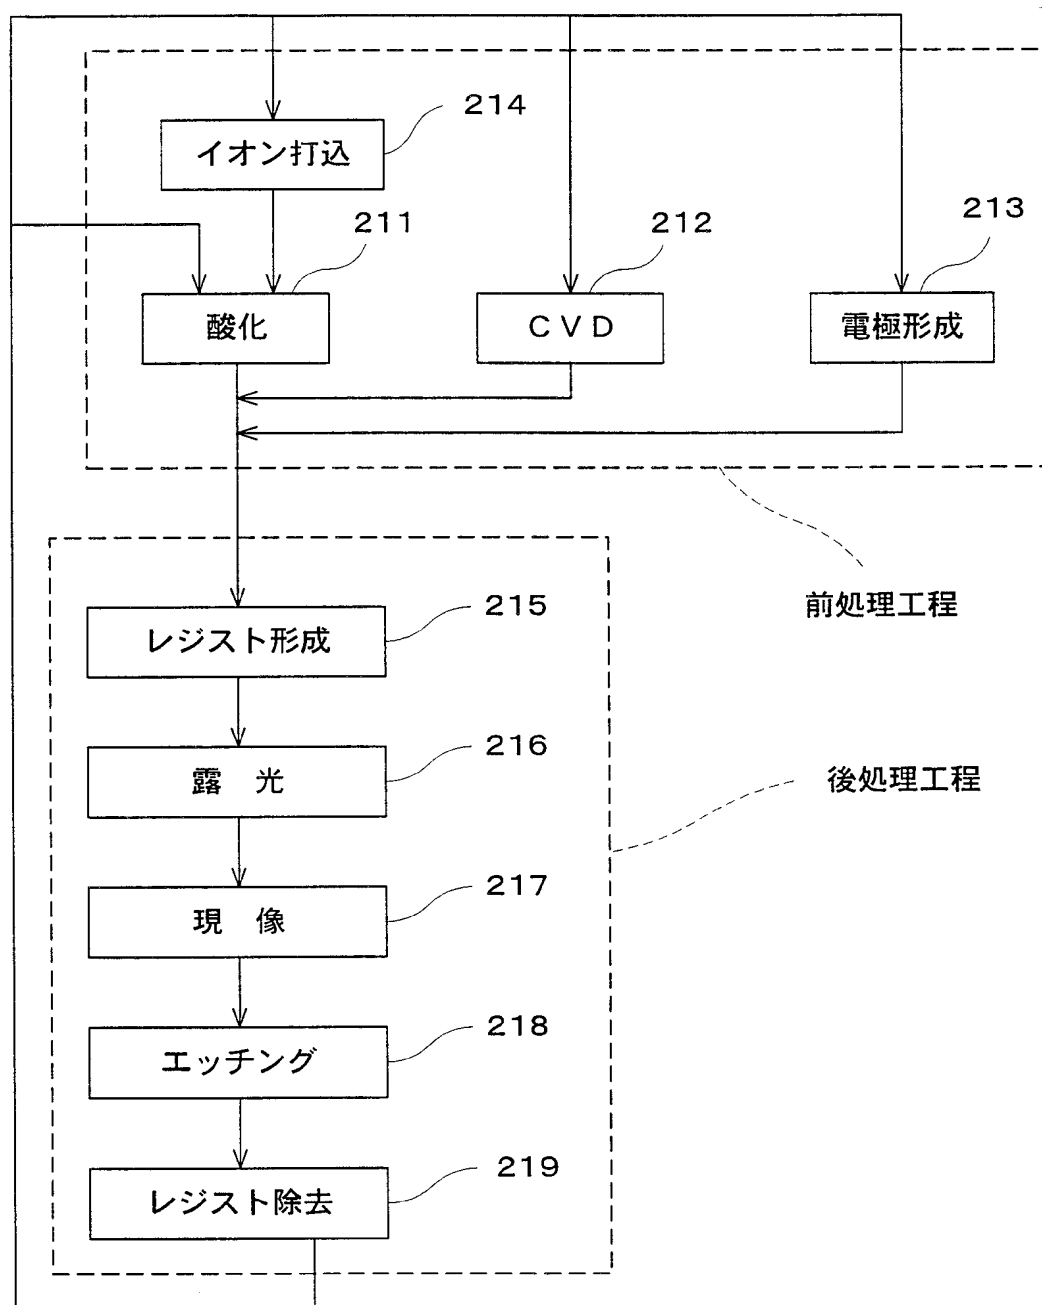 214
イオン打込
211
212
213
酸化
CVD
電極形成
215
前処理工程
レジスト形成
216
露 光
後処理工程
217
現 像
218
エッチング
219
レジスト除去